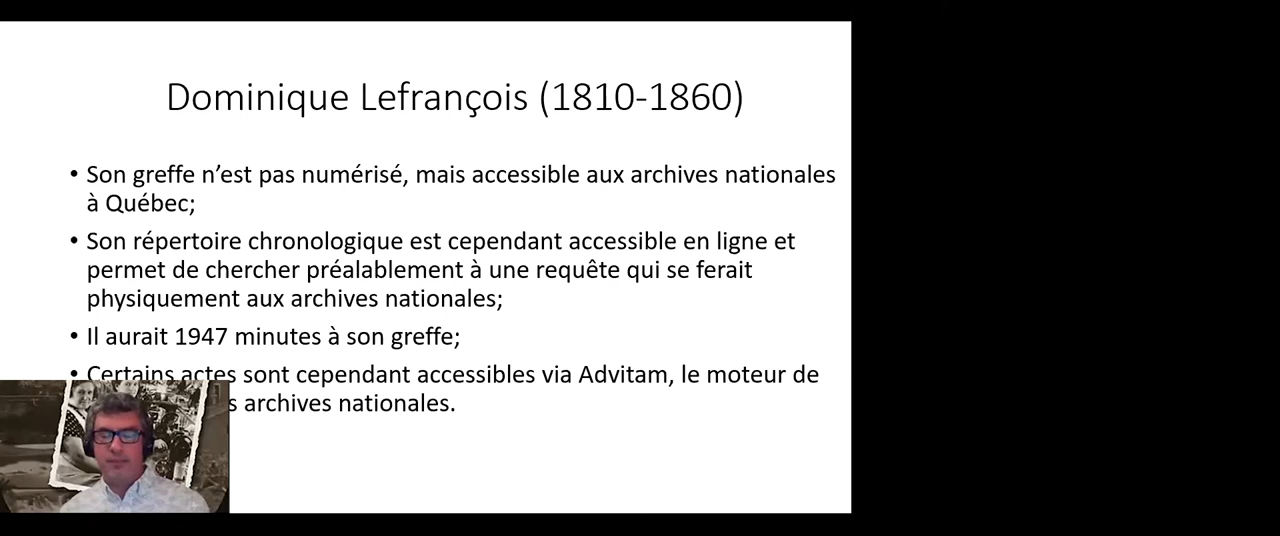 Dominique Lefrançois (1810-1860)
• Son greffe n’est pas numérisé, mais accessible aux archives nationales
à Québec;
• Son répertoire chronologique est cependant accessible en ligne et
permet de chercher préalablement à une requête qui se ferait
physiquement aux archives nationales;
• Il aurait 1947 minutes à son greffe;
• Certains actes sont cependant accessibles via Advitam, le moteur de
archives nationales.